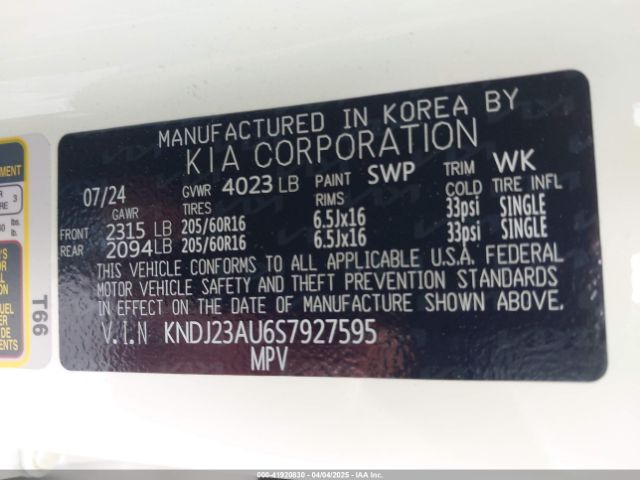 MANUFACTURED IN KOREA BY
KIA CORPORATION
07/24 GVWR 4023 LB PAINT SWP TRIM WK
GAWR TIRES RIMS COLD TIRE INFL
FRONT 2315 LB 205/60R16 6.5Jx16 33psi SINGLE
REAR 2094 LB 205/60R16 6.5Jx16 33psi SINGLE
THIS VEHICLE CONFORMS TO ALL APPLICABLE U.S.A. FEDERAL
MOTOR VEHICLE SAFETY AND THEFT PREVENTION STANDARDS
IN EFFECT ON THE DATE OF MANUFACTURE SHOWN ABOVE.
V.I.N KNDJ23AU6S7927595
MPV
T66
3
lbs.
000-41920830 - 04/04/2025 - COPART.